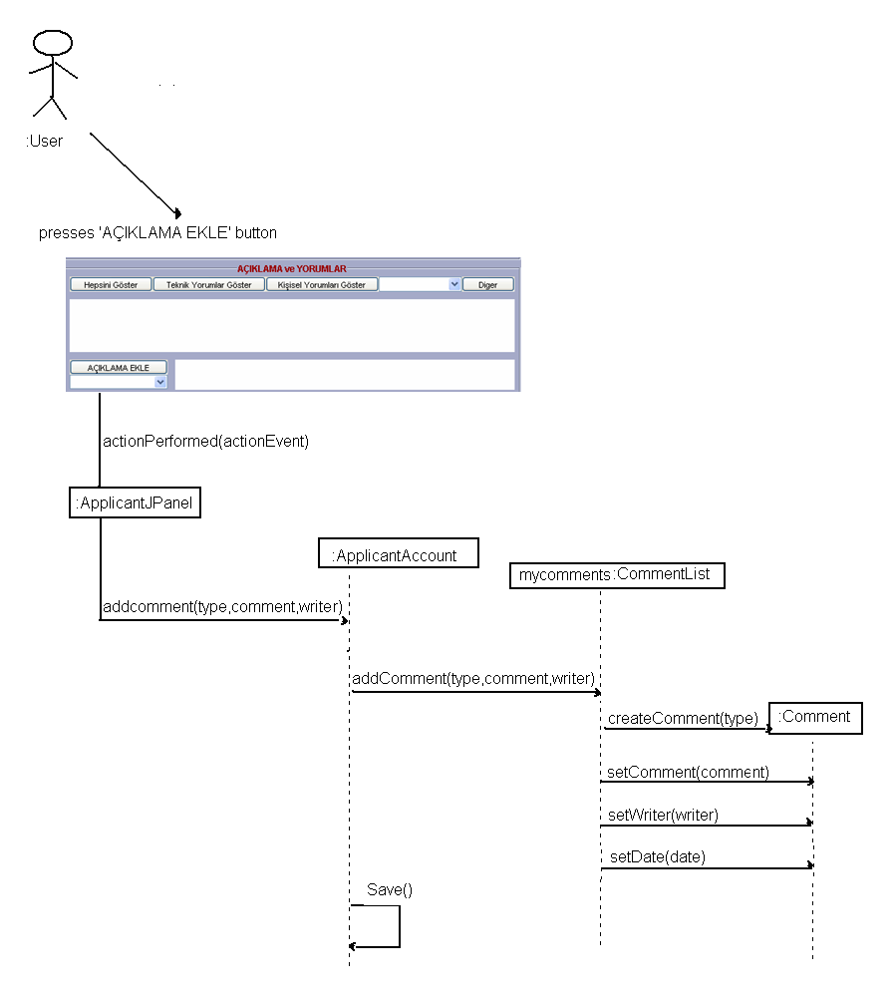 :User
presses 'AÇIKLAMA EKLE' button
AÇIKLAMA ve YORUMLAR
Hepsini Göster
Teknik Yorumlar Göster
Kişisel Yorumları Göster
Diger
AÇIKLAMA EKLE
actionPerformed(actionEvent)
:ApplicantJPanel
:ApplicantAccount
mycomments:CommentList
addcomment(type,comment,writer)
addComment(type,comment,writer)
createComment(type)
:Comment
setComment(comment)
setWriter(writer)
setDate(date)
Save()